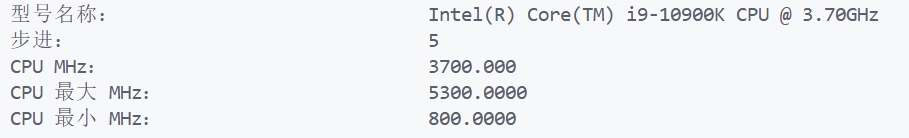 型号名称： Intel(R) Core(TM) i9-10900K CPU @ 3.70GHz
步进： 5
CPU MHz： 3700.000
CPU 最大 MHz： 5300.0000
CPU 最小 MHz： 800.0000